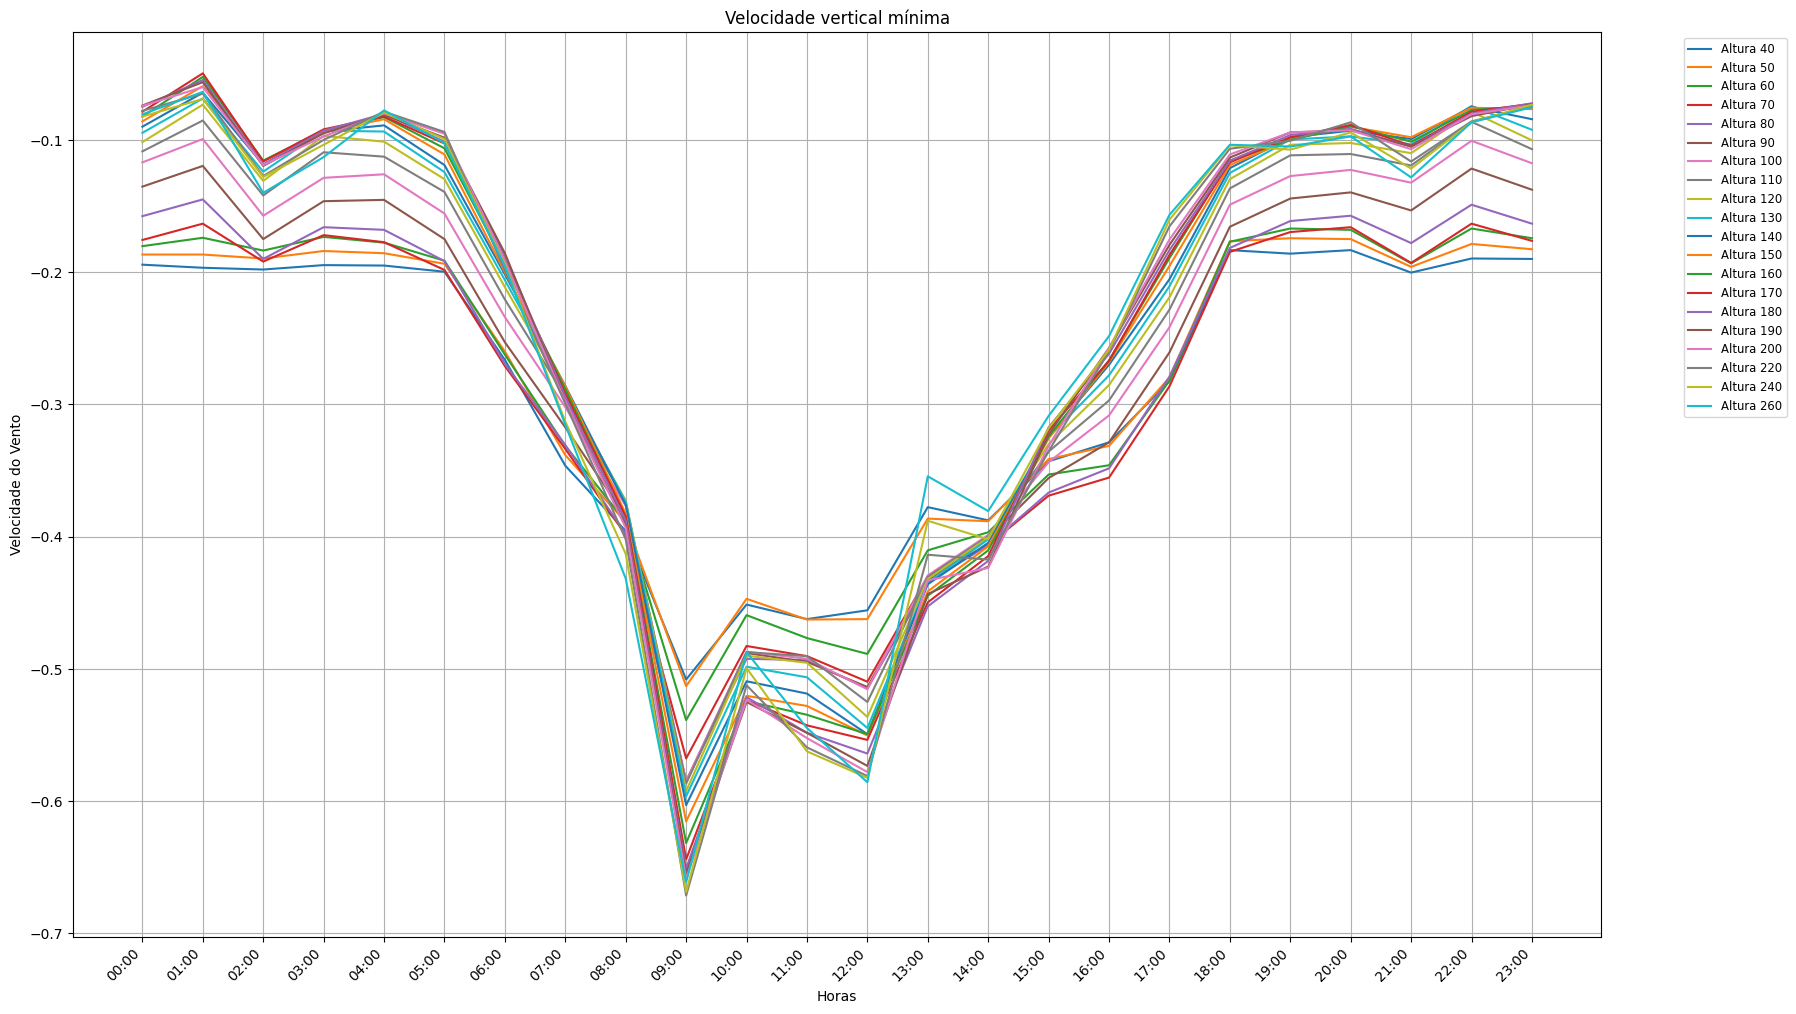 Velocidade vertical mínima
Altura 40
Altura 50
Altura 60
Altura 70
Altura 80
Altura 90
Altura 100
Altura 110
Altura 120
Altura 130
Altura 140
Altura 150
Altura 160
Altura 170
Altura 180
Altura 190
Altura 200
Altura 220
Altura 240
Altura 260
Velocidade do Vento
−0.1
−0.2
−0.3
−0.4
−0.5
−0.6
−0.7
00:00
01:00
02:00
03:00
04:00
05:00
06:00
07:00
08:00
09:00
10:00
11:00
12:00
13:00
14:00
15:00
16:00
17:00
18:00
19:00
20:00
21:00
22:00
23:00
Horas